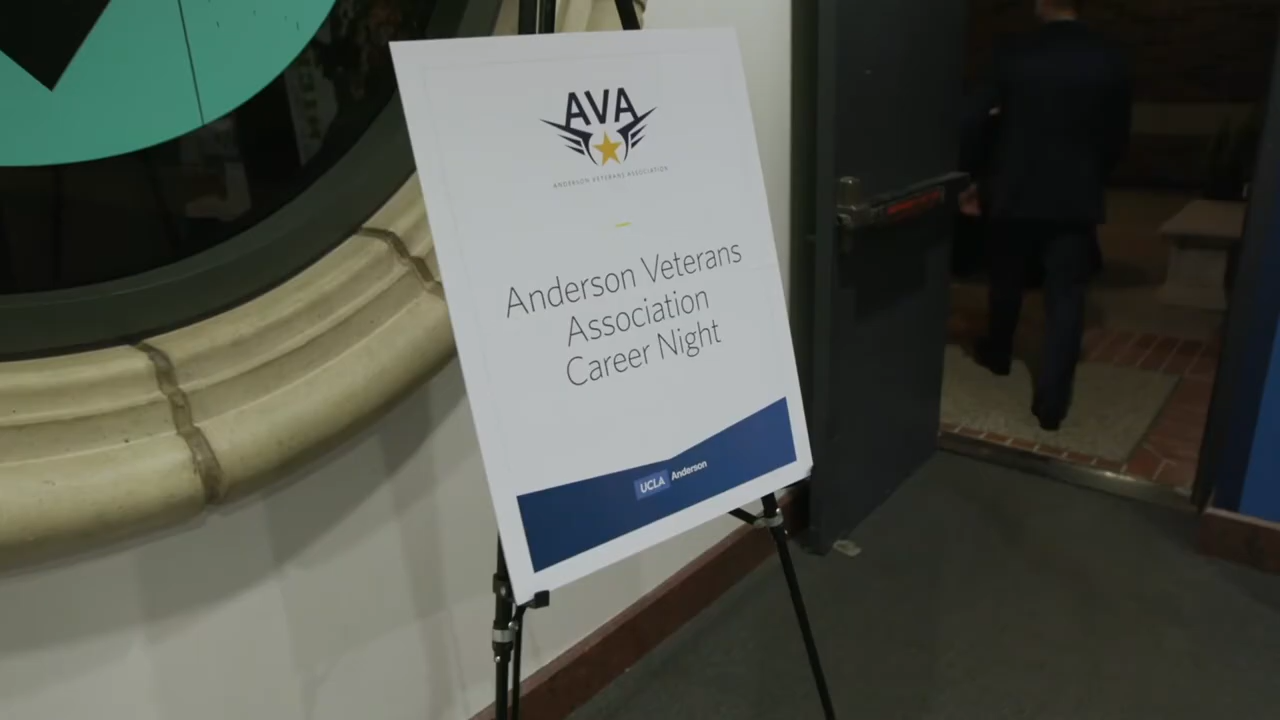 AVA
ANDERSON VETERANS ASSOCIATION
Anderson Veterans
Association
Career Night
UCLA Anderson